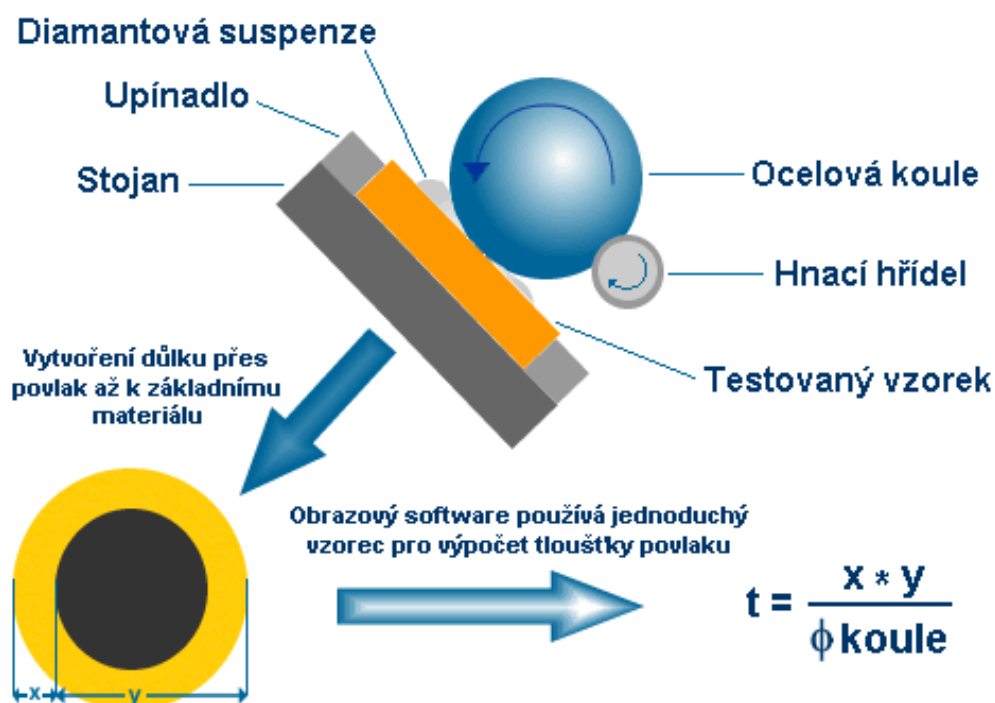 Diamantová suspenze
Upínadlo
Stojan
Ocelová koule
Hnací hřídel
Testovaný vzorek
Vytvoření důlku přes
povlak až k základnímu
materiálu
Obrazový software používá jednoduchý
vzorec pro výpočet tloušťky povlaku
t = x * y / ϕ koule
x
y